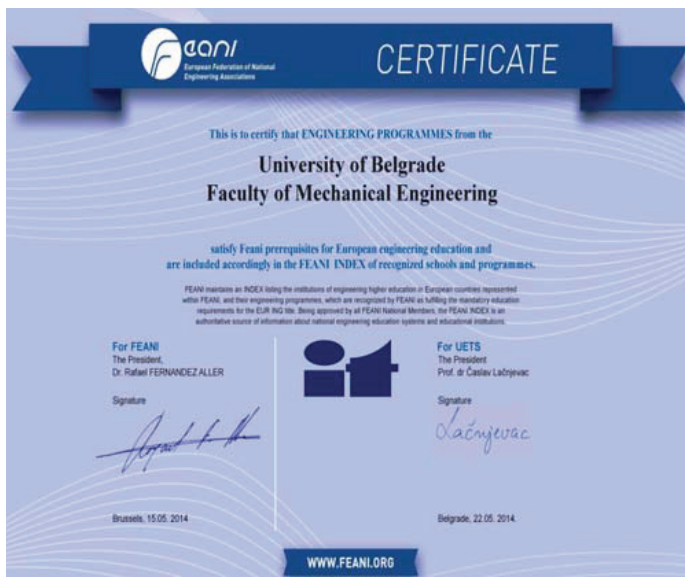 feani
European Federation of National
Engineering Associations
CERTIFICATE
This is to certify that ENGINEERING PROGRAMMES from the
University of Belgrade
Faculty of Mechanical Engineering
satisfy Feani prerequisites for European engineering education and
are included accordingly in the FEANI INDEX of recognized schools and programmes.
FEANI maintains an INDEX listing the institutions of engineering higher education in European countries represented
within FEANI, and their engineering programmes, which are recognized by FEANI as fulfilling the mandatory education
requirements for the EUR ING title. Being approved by all FEANI National Members, the FEANI INDEX is an
authoritative source of information about national engineering education systems and educational institutions.
For FEANI
The President,
Dr. Rafael FERNANDEZ ALLER
Signature
Brussels, 15.05. 2014
it
For UETS
The President
Prof. dr Časlav Lačnjevac
Signature
Lačnjevac
Belgrade, 22.05. 2014.
WWW.FEANI.ORG